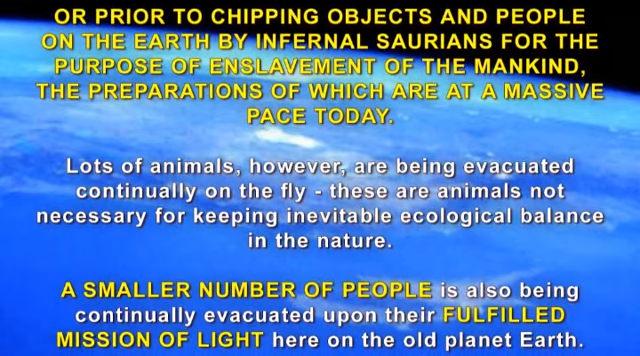 OR PRIOR TO CHIPPING OBJECTS AND PEOPLE
ON THE EARTH BY INFERNAL SAURIANS FOR THE
PURPOSE OF ENSLAVEMENT OF THE MANKIND,
THE PREPARATIONS OF WHICH ARE AT A MASSIVE
PACE TODAY.
Lots of animals, however, are being evacuated
continually on the fly - these are animals not
necessary for keeping inevitable ecological balance
in the nature.
A SMALLER NUMBER OF PEOPLE is also being
continually evacuated upon their FULFILLED
MISSION OF LIGHT here on the old planet Earth.